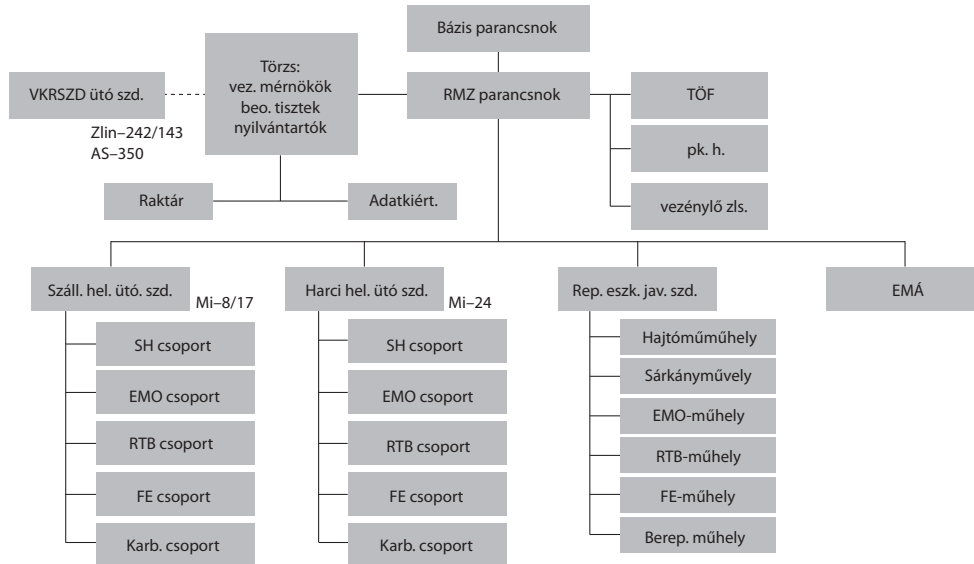 Bázis parancsnok
Törzs:
vez. mérnökök
beo. tisztek
nyilvántartók
VKRSZD ütó szd.
RMZ parancsnok
TÖF
Zlin–242/143
AS–350
pk. h.
Raktár
Adatkiért.
vezénylő zls.
Száll. hel. ütó. szd.
Mi–8/17
Harci hel. ütó szd.
Mi–24
Rep. eszk. jav. szd.
EMÁ
SH csoport
EMO csoport
RTB csoport
FE csoport
Karb. csoport
SH csoport
EMO csoport
RTB csoport
FE csoport
Karb. csoport
Hajtóműműhely
Sárkányművely
EMO-műhely
RTB-műhely
FE-műhely
Berep. műhely